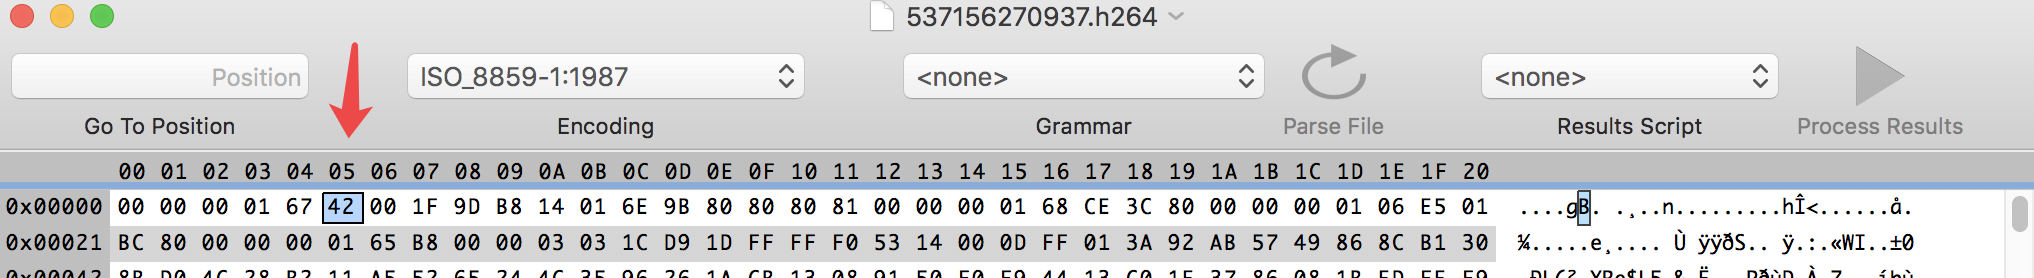 537156270937.h264
Position ISO_8859-1:1987 <none> <none>
Go To Position Encoding Grammar Parse File Results Script Process Results
00 01 02 03 04 05 06 07 08 09 0A 0B 0C 0D 0E 0F 10 11 12 13 14 15 16 17 18 19 1A 1B 1C 1D 1E 1F 20
0x00000 00 00 00 01 67 42 00 1F 9D B8 14 01 6E 9B 80 80 80 81 00 00 00 01 68 CE 3C 80 00 00 00 01 06 E5 01 ....gB. .¸..n.........hÎ<......å.
0x00021 BC 80 00 00 00 01 65 B8 00 00 03 03 1C D9 1D FF FF F0 53 14 00 0D FF 01 3A 92 AB 57 49 86 8C B1 30 ¼.....e¸.... Ù ÿÿðS.. ÿ.:.«WI..±0